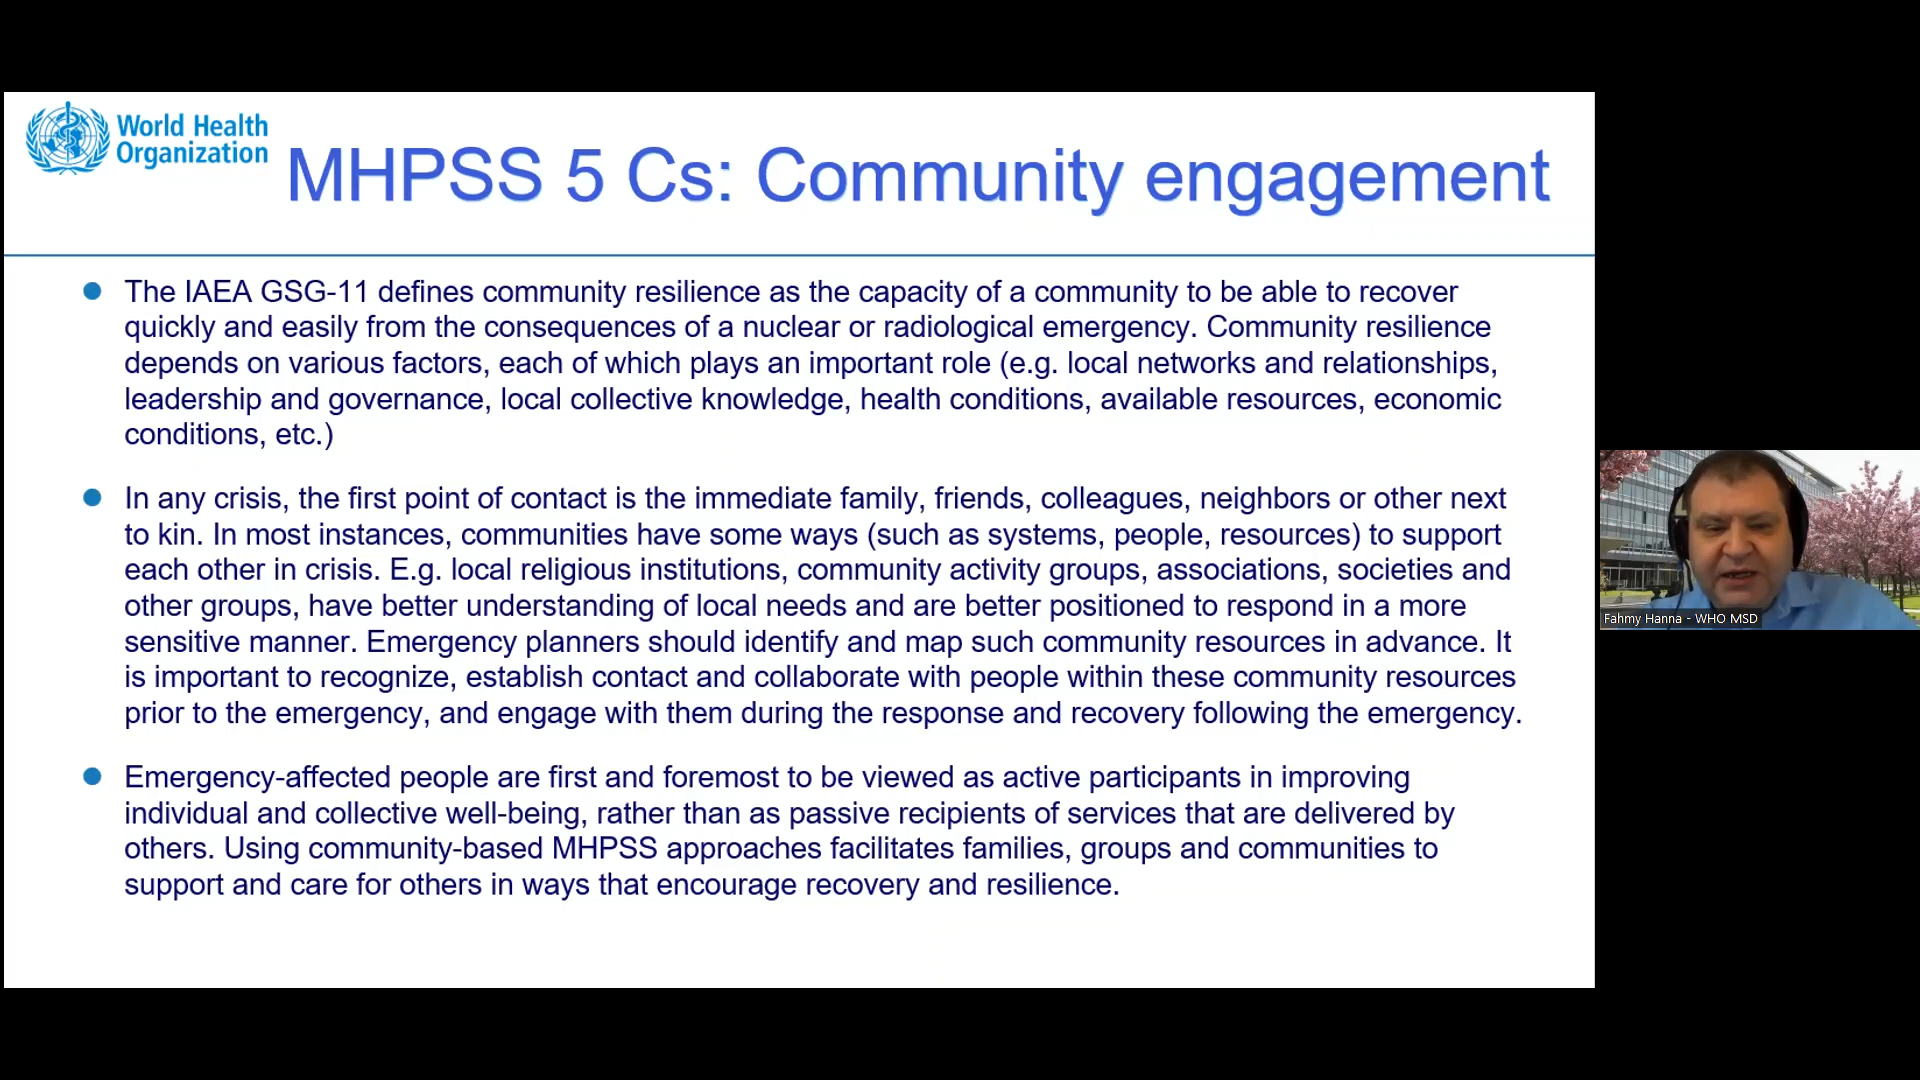 World Health
Organization
MHPSS 5 Cs: Community engagement
The IAEA GSG-11 defines community resilience as the capacity of a community to be able to recover
quickly and easily from the consequences of a nuclear or radiological emergency. Community resilience
depends on various factors, each of which plays an important role (e.g. local networks and relationships,
leadership and governance, local collective knowledge, health conditions, available resources, economic
conditions, etc.)
In any crisis, the first point of contact is the immediate family, friends, colleagues, neighbors or other next
to kin. In most instances, communities have some ways (such as systems, people, resources) to support
each other in crisis. E.g. local religious institutions, community activity groups, associations, societies and
other groups, have better understanding of local needs and are better positioned to respond in a more
sensitive manner. Emergency planners should identify and map such community resources in advance. It
is important to recognize, establish contact and collaborate with people within these community resources
prior to the emergency, and engage with them during the response and recovery following the emergency.
Emergency-affected people are first and foremost to be viewed as active participants in improving
individual and collective well-being, rather than as passive recipients of services that are delivered by
others. Using community-based MHPSS approaches facilitates families, groups and communities to
support and care for others in ways that encourage recovery and resilience.
Fahmy Hanna - WHO MSD